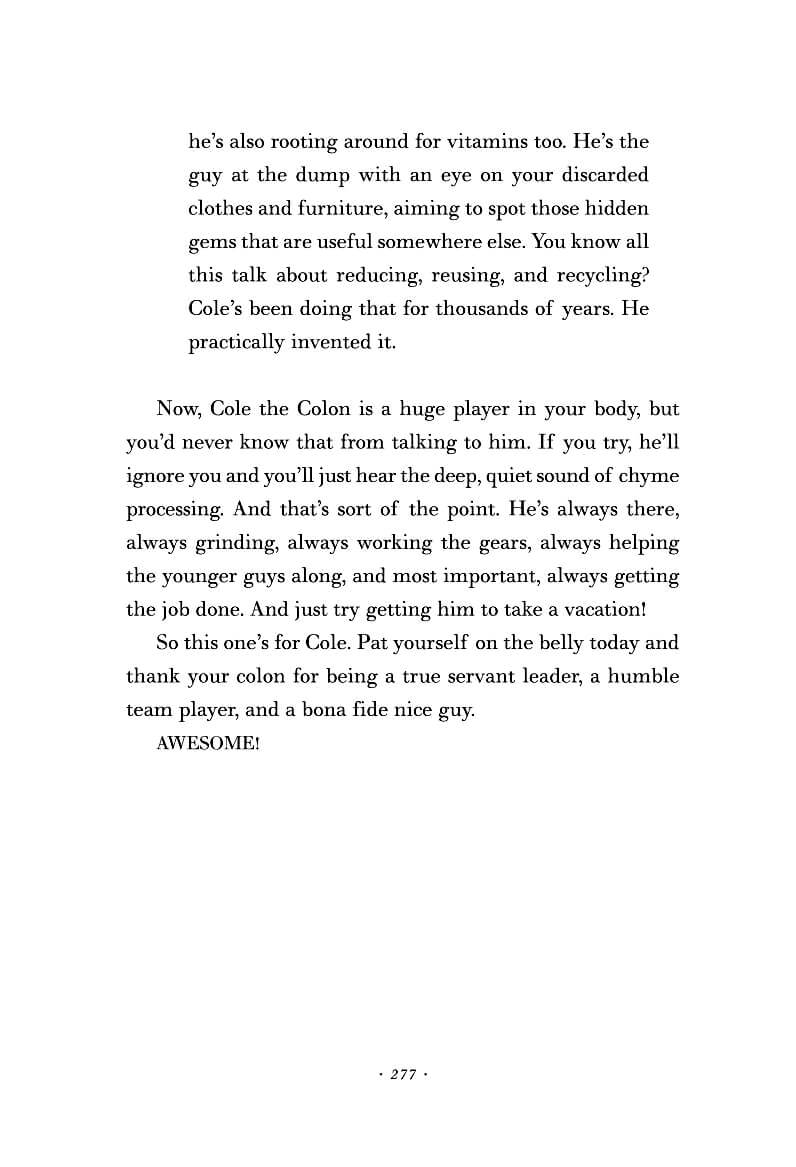 he’s also rooting around for vitamins too. He’s the
guy at the dump with an eye on your discarded
clothes and furniture, aiming to spot those hidden
gems that are useful somewhere else. You know all
this talk about reducing, reusing, and recycling?
Cole’s been doing that for thousands of years. He
practically invented it.
Now, Cole the Colon is a huge player in your body, but
you’d never know that from talking to him. If you try, he’ll
ignore you and you’ll just hear the deep, quiet sound of chyme
processing. And that’s sort of the point. He’s always there,
always grinding, always working the gears, always helping
the younger guys along, and most important, always getting
the job done. And just try getting him to take a vacation!
So this one’s for Cole. Pat yourself on the belly today and
thank your colon for being a true servant leader, a humble
team player, and a bona fide nice guy.
AWESOME!
· 277 ·